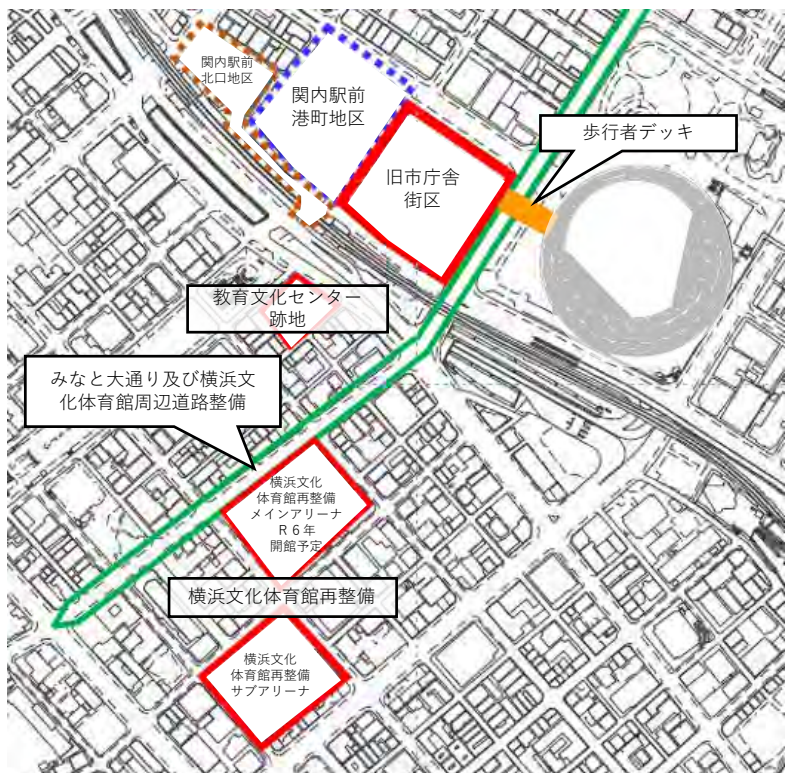 関内駅前
北口地区
関内駅前
港町地区
歩行者デッキ
旧市庁舎
街区
教育文化センター
跡地
みなと大通り及び横浜文
化体育館周辺道路整備
横浜文化
体育館再整備
メインアリーナ
R6年
開館予定
横浜文化体育館再整備
横浜文化
体育館再整備
サブアリーナ